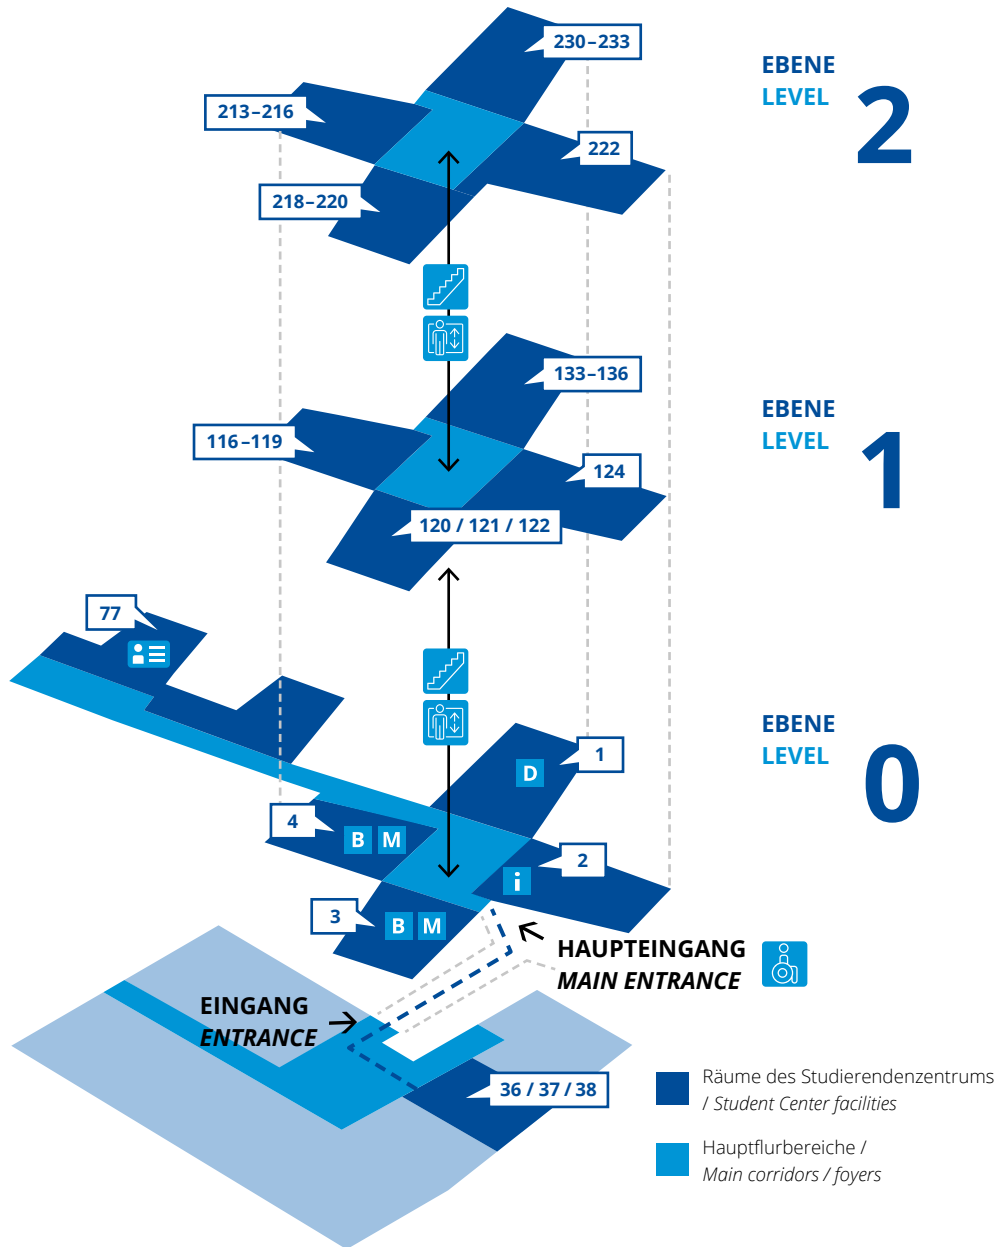 230–233
EBENE
LEVEL
2
213–216
222
218–220
133–136
EBENE
LEVEL
1
116–119
124
120 / 121 / 122
77
EBENE
LEVEL
0
1
D
4
B M
2
i
3
B M
HAUPTEINGANG
MAIN ENTRANCE
EINGANG
ENTRANCE
36 / 37 / 38
Räume des Studierendenzentrums
/ Student Center facilities
Hauptflurbereiche /
Main corridors / foyers